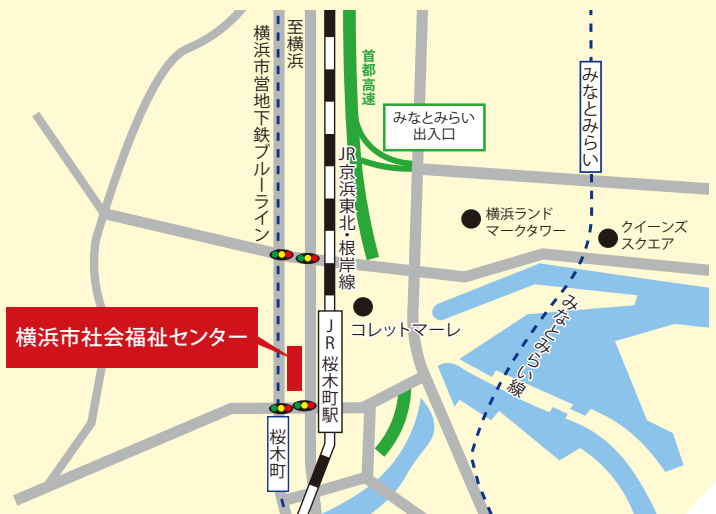 横浜市営地下鉄ブルーライン
至横浜
首都高速
みなとみらい
出入口
みなとみらい
JR京浜東北・根岸線
横浜ランド
マークタワー
クイーンズ
スクエア
コレットマーレ
みなとみらい線
横浜市社会福祉センター
JR桜木町駅
桜木町